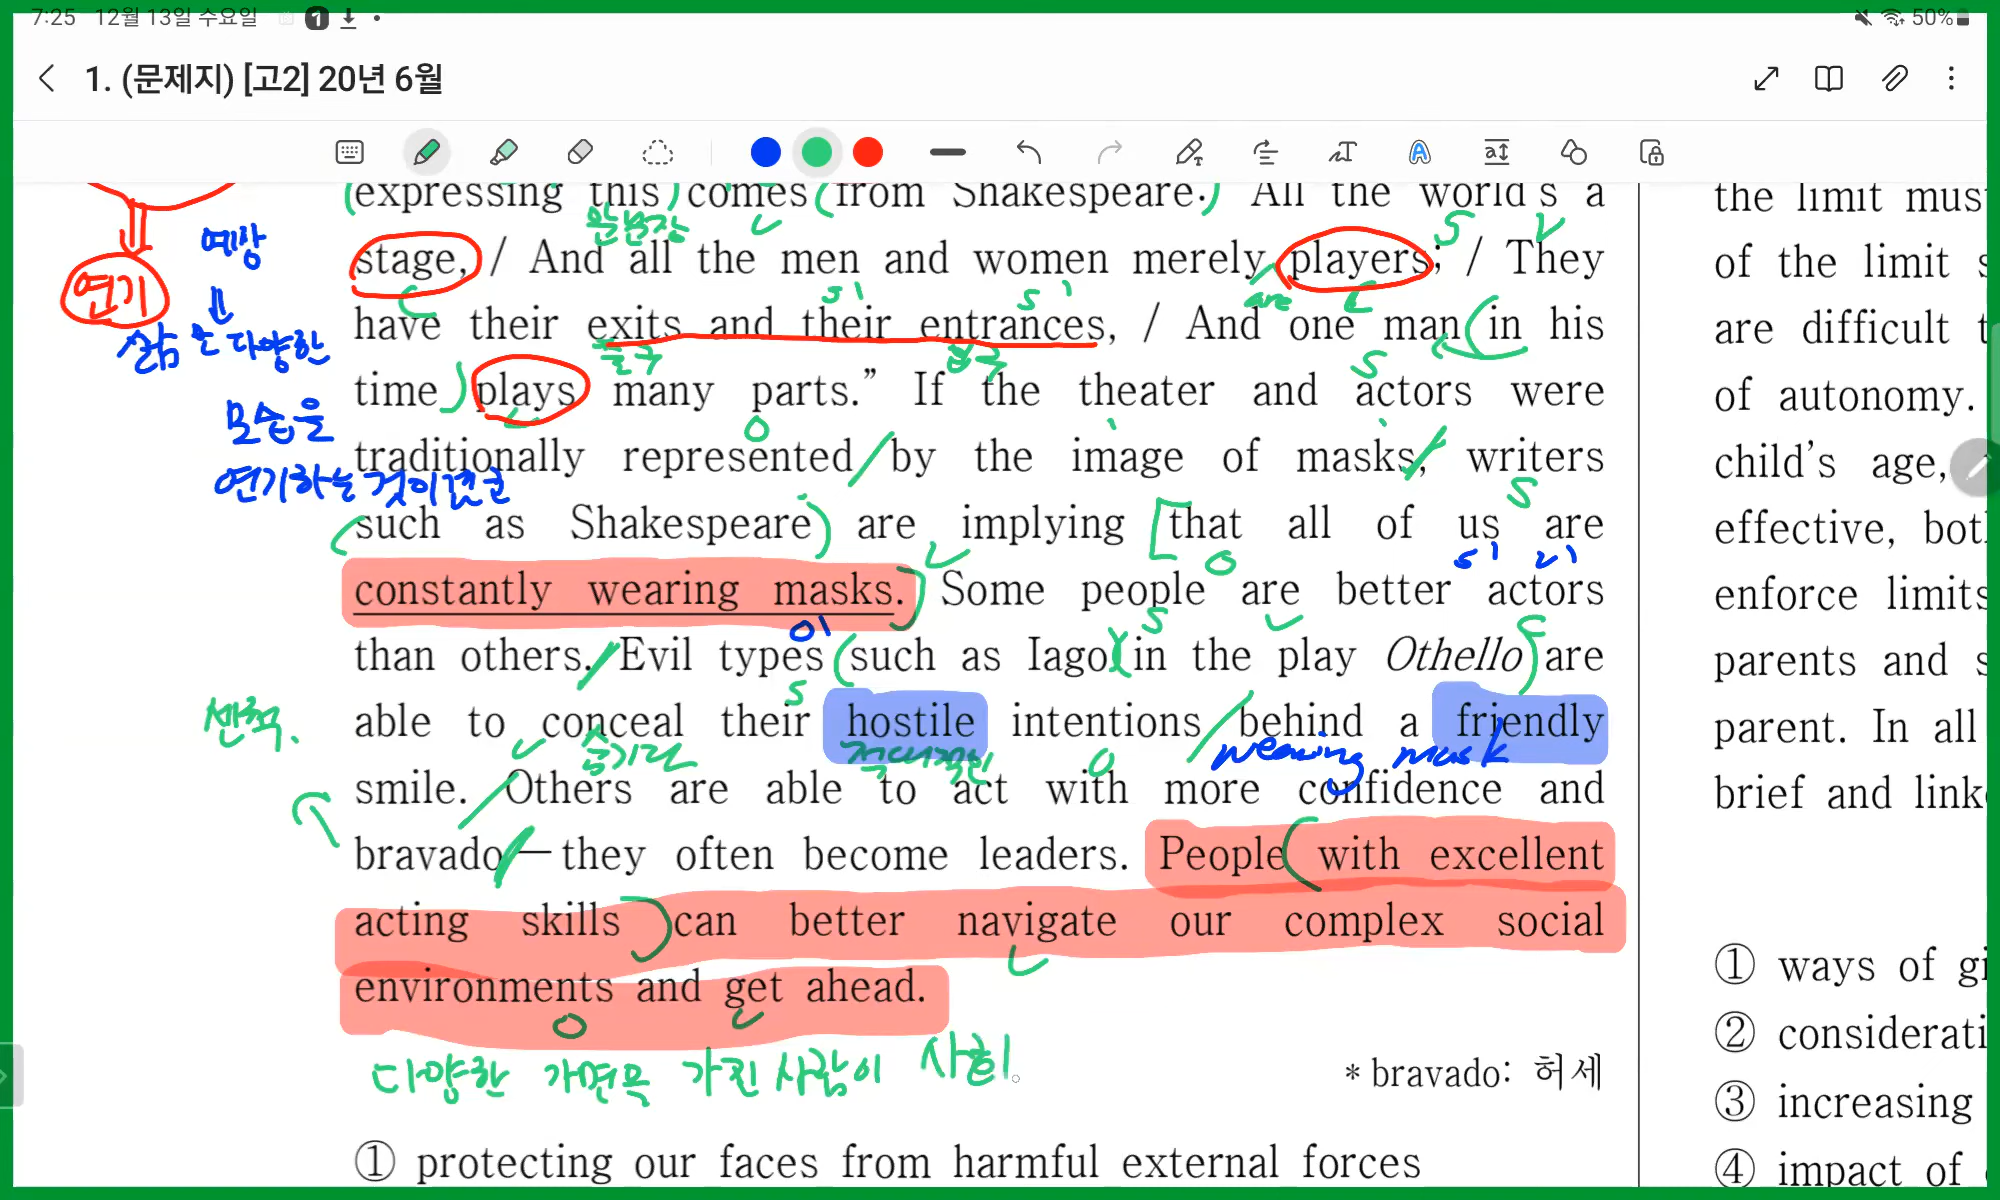 7:25 12월 13일 수요일
50%
1. (문제지) [고2] 20년 6월
(expressing this) comes (from Shakespeare.) All the world's a
stage, / And all the men and women merely players; / They
have their exits and their entrances, / And one man (in his
time) plays many parts.” If the theater and actors were
traditionally represented / by the image of masks, writers
(such as Shakespeare) are implying [that all of us are
constantly wearing masks.] Some people are better actors
than others. / Evil types (such as Iago) (in the play Othello) are
able to conceal their hostile intentions / behind a friendly
smile. / Others are able to act with more confidence and
bravado / — they often become leaders. People (with excellent
acting skills) can better navigate our complex social
environments and get ahead.
* bravado: 허세
① protecting our faces from harmful external forces
연기
예장
⇓
삶은 다양한
모습을
연기하는 것이
출구
입구
are
숨기다
적대적인
wearing mask
다양한 가면목 가진 사람이 사회
the limit mus
of the limit s
are difficult t
of autonomy.
child's age,
effective, bot
enforce limits
parents and s
parent. In all
brief and link
① ways of gi
② considerati
③ increasing
④ impact of